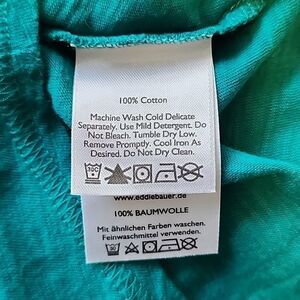 100% Cotton
Machine Wash Cold Delicate
Separately. Use Mild Detergent. Do
Not Bleach. Tumble Dry Low.
Remove Promptly. Cool Iron As
Desired. Do Not Dry Clean.
www.eddiebauer.de
100% BAUMWOLLE
Mit ähnlichen Farben waschen.
Feinwaschmittel verwenden.